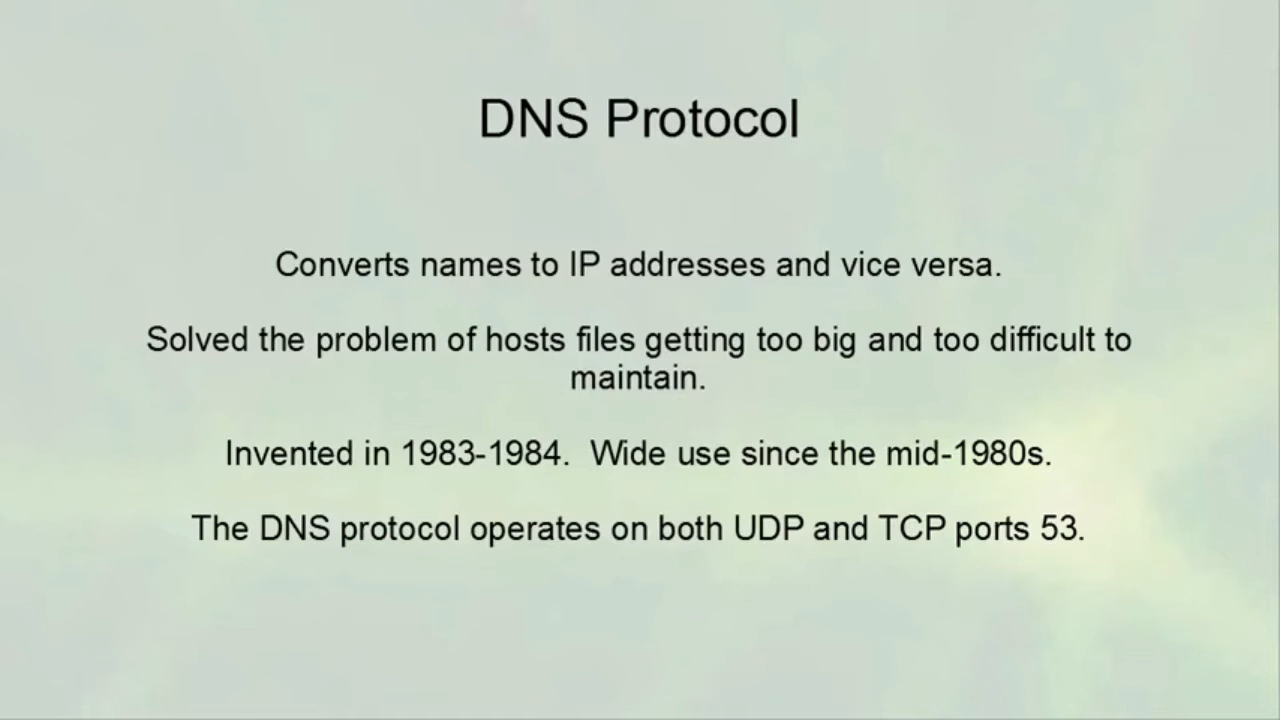 DNS Protocol
Converts names to IP addresses and vice versa.
Solved the problem of hosts files getting too big and too difficult to
maintain.
Invented in 1983-1984.  Wide use since the mid-1980s.
The DNS protocol operates on both UDP and TCP ports 53.